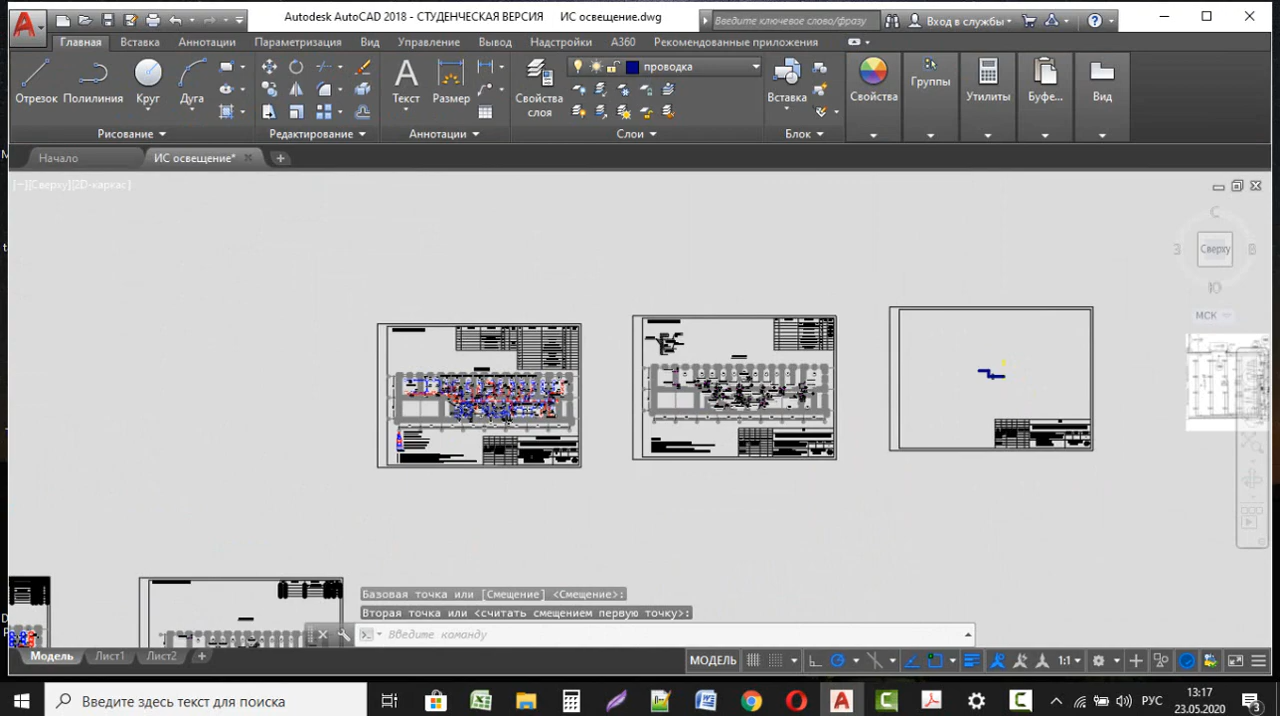 Autodesk AutoCAD 2018 - СТУДЕНЧЕСКАЯ ВЕРСИЯ ИС освещение.dwg
Введите ключевое слово/фразу
Вход в службы
Главная Вставка Аннотации Параметризация Вид Управление Вывод Надстройки A360 Рекомендованные приложения
проводка
Отрезок Полилиния Круг Дуга
Текст Размер
Свойства слоя
Вставка
Свойства
Группы
Утилиты
Буфе...
Вид
Рисование Редактирование Аннотации Слои Блок
Начало ИС освещение*
[−][Сверху][2D-каркас]
С
З Сверху В
Ю
МСК
Базовая точка или [Смещение] <Смещение>:
Вторая точка или <считать смещением первую точку>:
Введите команду
Модель Лист1 Лист2
МОДЕЛЬ
1:1
Введите здесь текст для поиска
РУС
13:17
23.05.2020
3